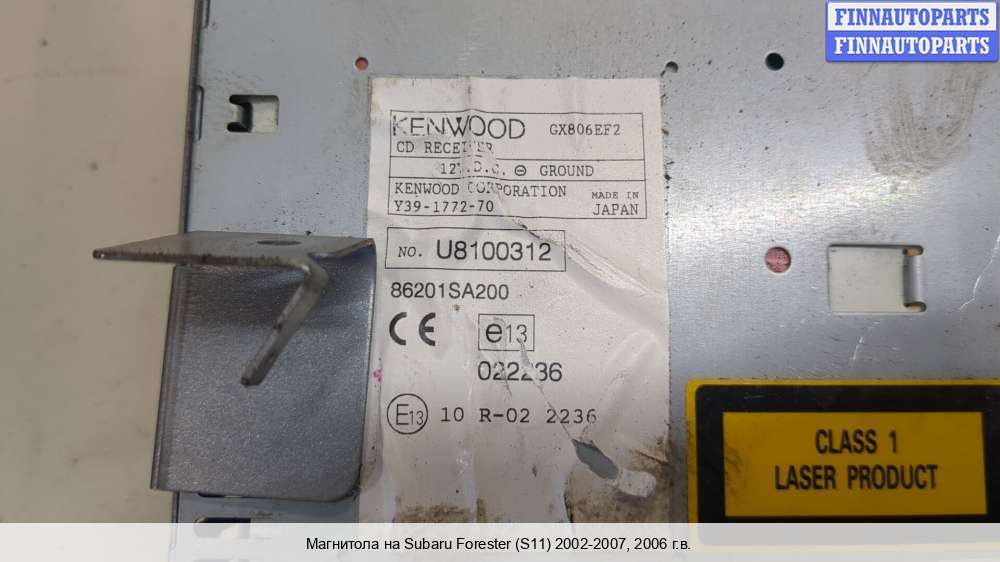 FINNAUTOPARTS
FINNAUTOPARTS
KENWOOD GX806EF2
CD RECEIVER
12V.D.C. ⊖ GROUND
KENWOOD CORPORATION MADE IN
Y39-1772-70 JAPAN
NO. U8100312
86201SA200
CE e13
022236
E13 10 R-02 2236
CLASS 1
LASER PRODUCT
Магнитола на Subaru Forester (S11) 2002-2007, 2006 г.в.